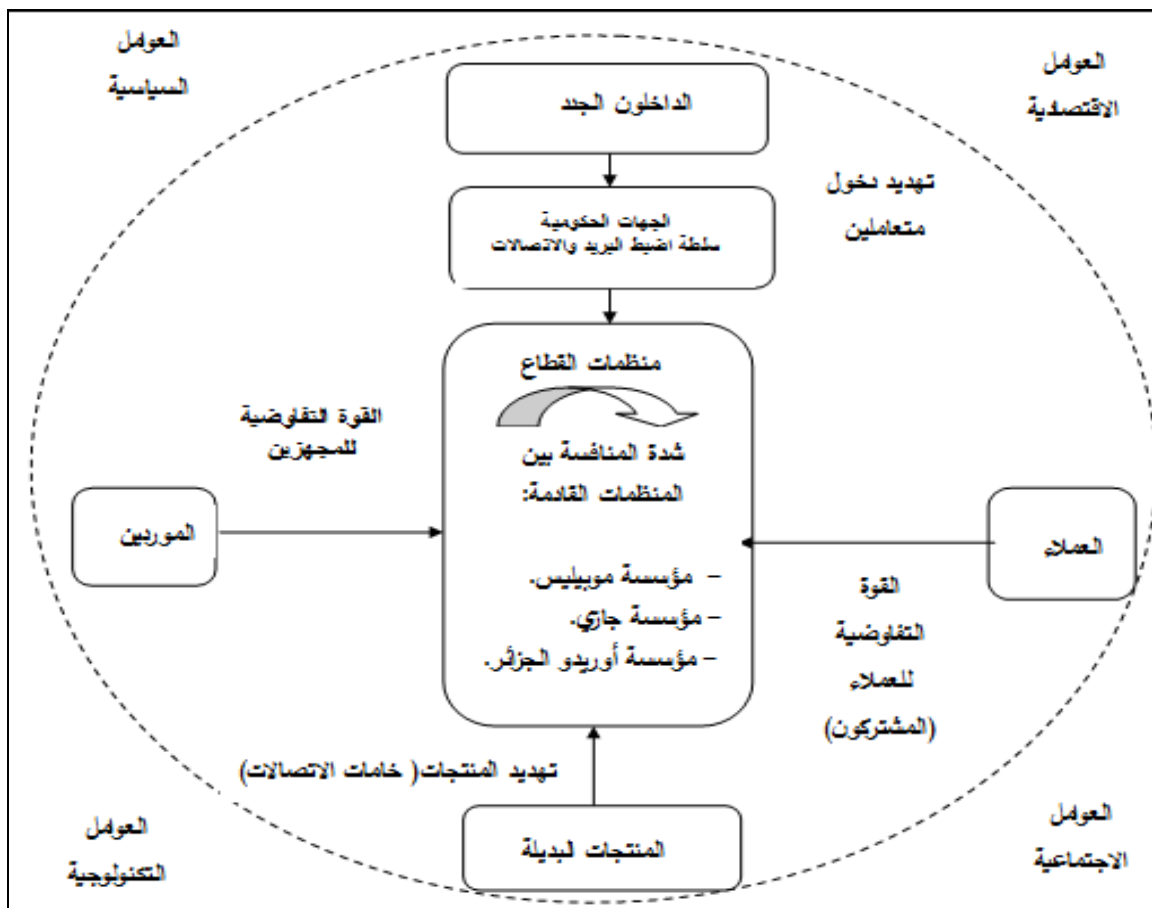 العوامل
الاقتصادية
العوامل
السياسية
الداخلون الجدد
تهديد دخول
متعاملين
الجهات الحكومية
سلطة اضبط البريد والاتصالات
منظمات القطاع
شدة المنافسة بين
المنظمات القادمة:
– مؤسسة موبيليس.
– مؤسسة جازي.
– مؤسسة أوريدو الجزائر.
القوة التفاوضية
للمجهزين
العملاء
الموردين
القوة
التفاوضية
للعملاء
(المشتركون)
تهديد المنتجات( خامات الاتصالات)
المنتجات البديلة
العوامل
الاجتماعية
العوامل
التكنولوجية